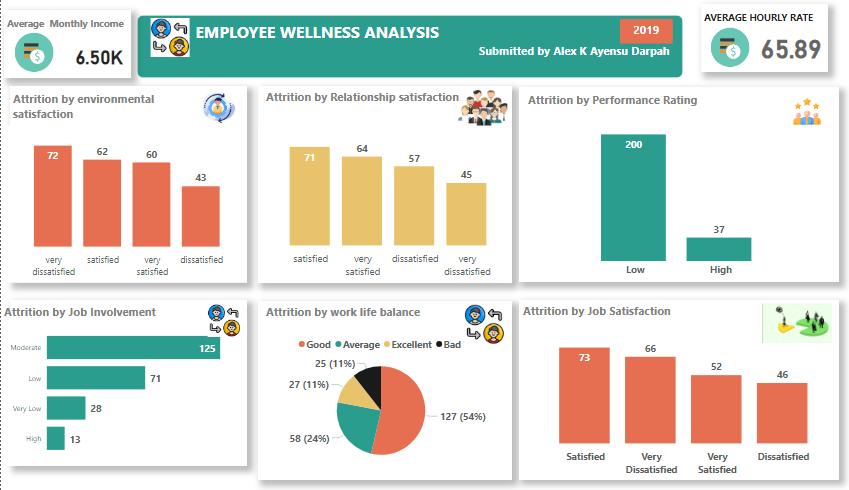 Average Monthly Income
6.50K
EMPLOYEE WELLNESS ANALYSIS
2019
Submitted by Alex K Ayensu Darpah
AVERAGE HOURLY RATE
65.89
Attrition by environmental
satisfaction
72
62
60
43
very
dissatisfied
satisfied
very
satisfied
dissatisfied
Attrition by Relationship satisfaction
71
64
57
45
satisfied
very
satisfied
dissatisfied
very
dissatisfied
Attrition by Performance Rating
200
37
Low
High
Attrition by Job Involvement
Moderate
125
Low
71
Very Low
28
High
13
Attrition by work life balance
Good Average Excellent Bad
25 (11%)
27 (11%)
127 (54%)
58 (24%)
Attrition by Job Satisfaction
73
66
52
46
Satisfied
Very
Dissatisfied
Very
Satisfied
Dissatisfied